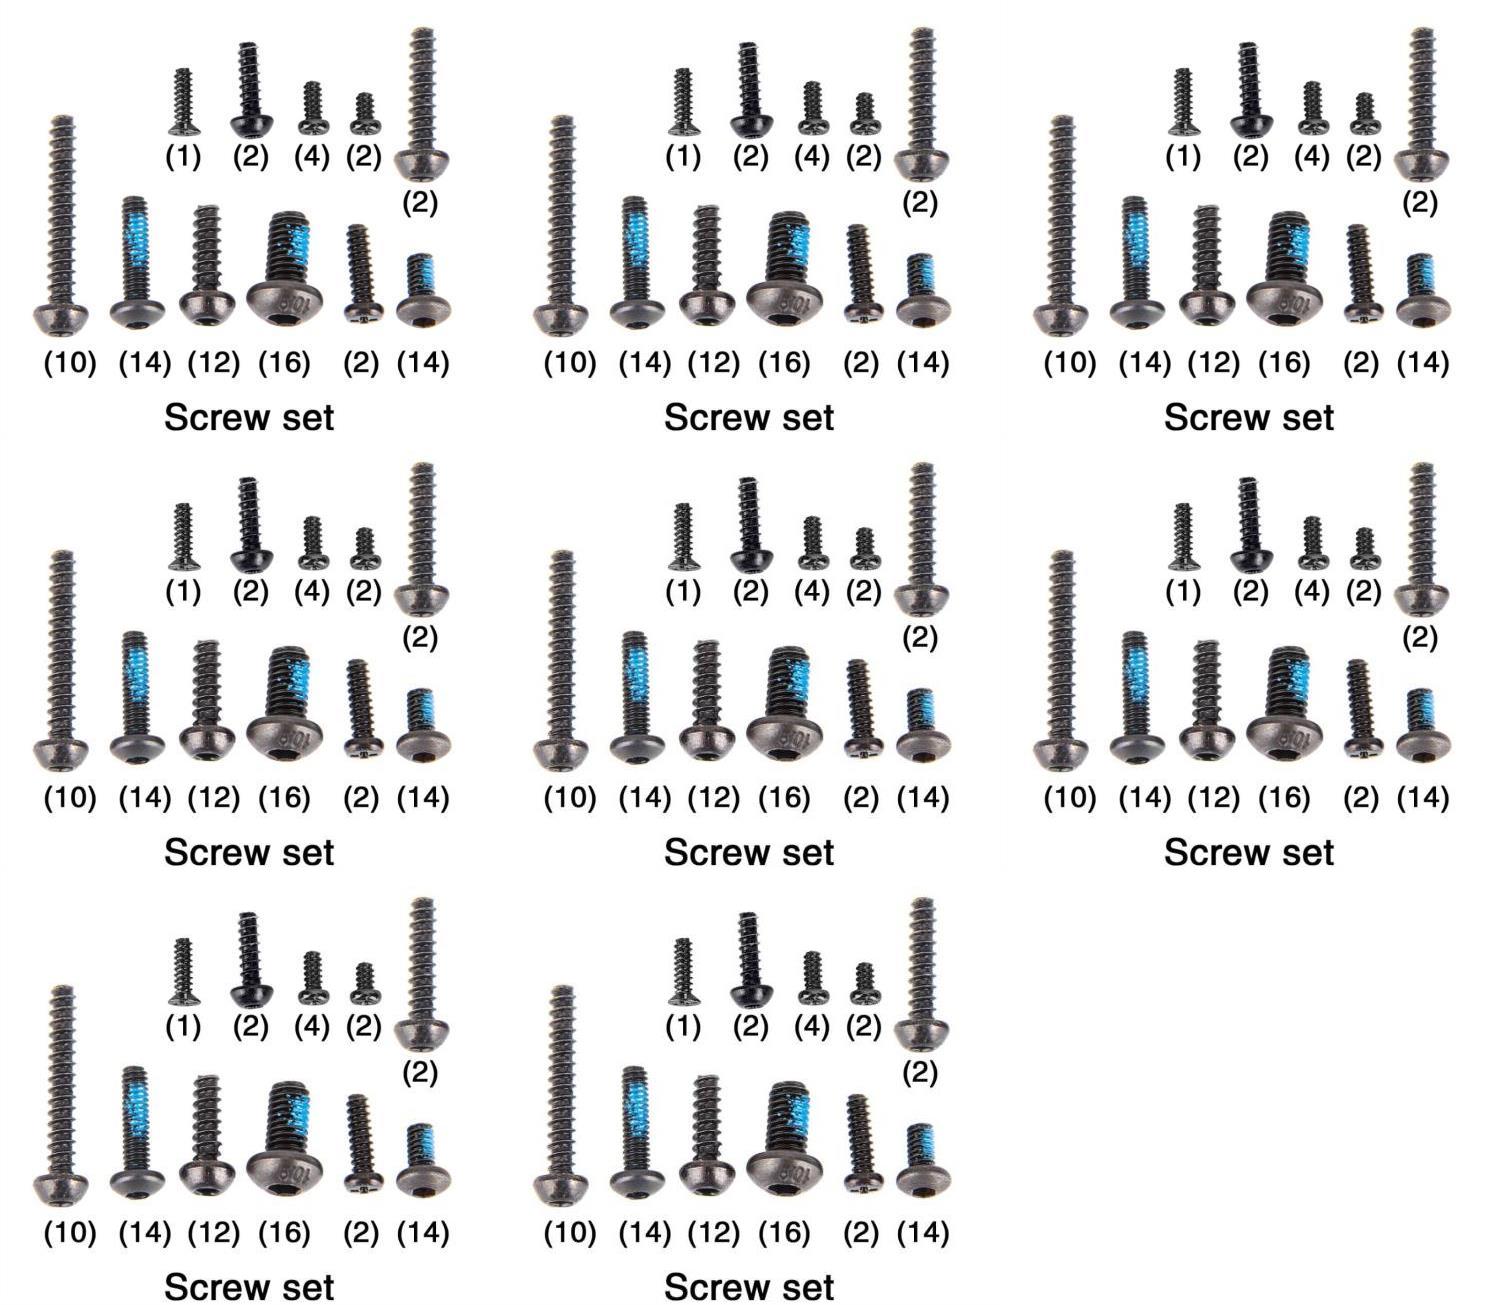 (1) (2) (4) (2) (1) (2) (4) (2) (1) (2) (4) (2)
(2) (2) (2)
(10) (14) (12) (16) (2) (14) (10) (14) (12) (16) (2) (14) (10) (14) (12) (16) (2) (14)
Screw set Screw set Screw set
(1) (2) (4) (2) (1) (2) (4) (2) (1) (2) (4) (2)
(2) (2) (2)
(10) (14) (12) (16) (2) (14) (10) (14) (12) (16) (2) (14) (10) (14) (12) (16) (2) (14)
Screw set Screw set Screw set
(1) (2) (4) (2) (1) (2) (4) (2)
(2) (2)
(10) (14) (12) (16) (2) (14) (10) (14) (12) (16) (2) (14)
Screw set Screw set